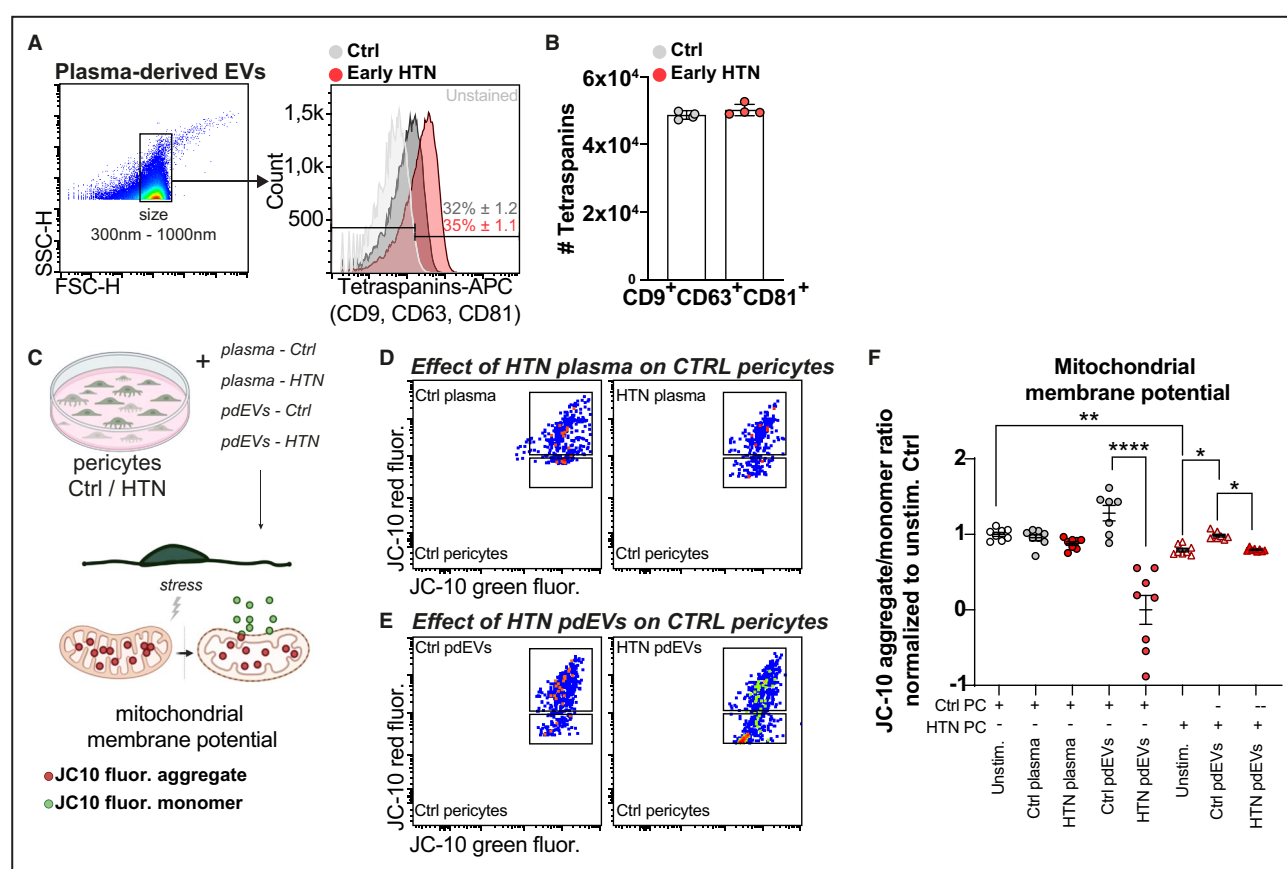 A
Plasma-derived EVs
SSC-H
FSC-H
size
300nm - 1000nm
Ctrl
Early HTN
Unstained
Count
1,5k
1,0k
500
32% ± 1.2
35% ± 1.1
Tetraspanins-APC
(CD9, CD63, CD81)
B
Ctrl
Early HTN
# Tetraspanins
6x10⁴
4x10⁴
2x10⁴
0
CD9⁺CD63⁺CD81⁺
C
+
plasma - Ctrl
plasma - HTN
pdEVs - Ctrl
pdEVs - HTN
pericytes
Ctrl / HTN
stress
mitochondrial
membrane potential
JC10 fluor. aggregate
JC10 fluor. monomer
D
Effect of HTN plasma on CTRL pericytes
JC-10 red fluor.
Ctrl plasma
HTN plasma
Ctrl pericytes
Ctrl pericytes
JC-10 green fluor.
E
Effect of HTN pdEVs on CTRL pericytes
JC-10 red fluor.
Ctrl pdEVs
HTN pdEVs
Ctrl pericytes
Ctrl pericytes
JC-10 green fluor.
F
Mitochondrial
membrane potential
JC-10 aggregate/monomer ratio
normalized to unstim. Ctrl
**
****
*
*
2
1
0
-1
Ctrl PC + + + + + - --
HTN PC - - - - - + + +
Unstim.
Ctrl plasma
HTN plasma
Ctrl pdEVs
HTN pdEVs
Unstim.
Ctrl pdEVs
HTN pdEVs